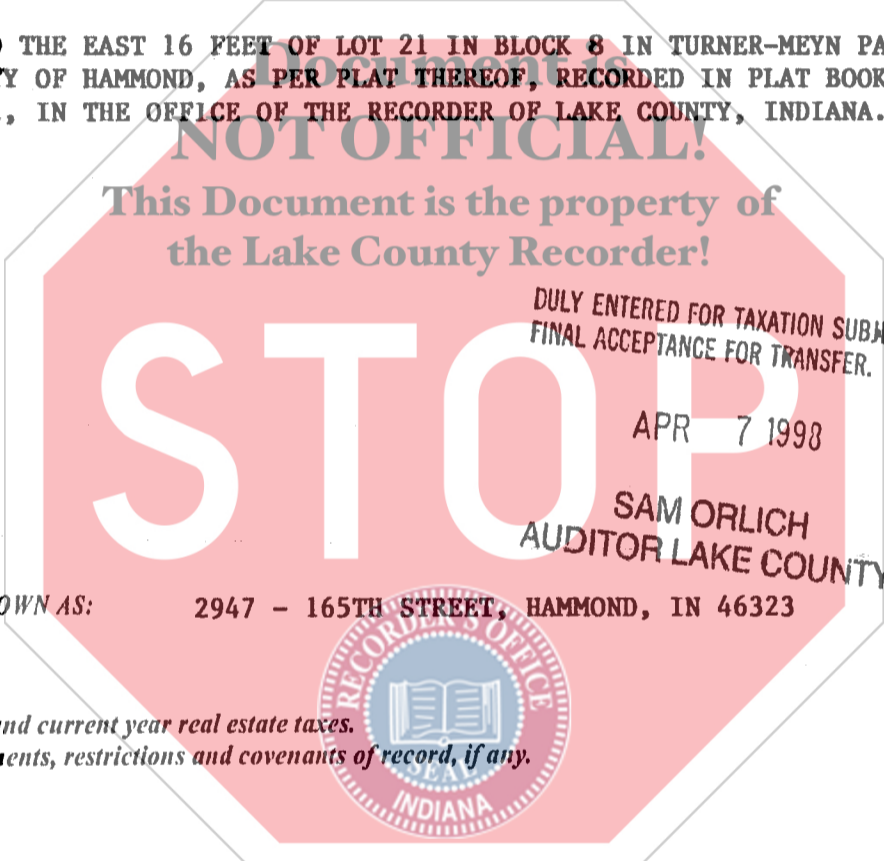 THE EAST 16 FEET OF LOT 21 IN BLOCK 8 IN TURNER-MEYN PA
Y OF HAMMOND, AS PER PLAT THEREOF, RECORDED IN PLAT BOOK
., IN THE OFFICE OF THE RECORDER OF LAKE COUNTY, INDIANA.
Document is
NOT OFFICIAL!
This Document is the property of
the Lake County Recorder!
STOP
DULY ENTERED FOR TAXATION SUBJ
FINAL ACCEPTANCE FOR TRANSFER.
APR 7 1998
SAM ORLICH
AUDITOR LAKE COUNTY
OWN AS: 2947 - 165TH STREET, HAMMOND, IN 46323
nd current year real estate taxes.
ents, restrictions and covenants of record, if any.
RECORDER'S OFFICE
SEAL
INDIANA